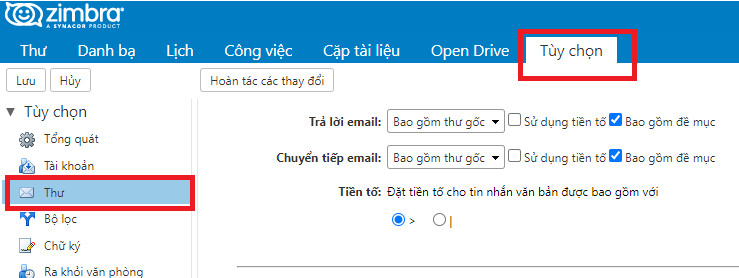 zimbra
A SYNACOR PRODUCT
Thư Danh bạ Lịch Công việc Cặp tài liệu Open Drive Tùy chọn
Lưu Hủy Hoàn tác các thay đổi
Tùy chọn
Tổng quát
Tài khoản
Thư
Bộ lọc
Chữ ký
Ra khỏi văn phòng
Trả lời email: Bao gồm thư gốc Sử dụng tiền tố Bao gồm đề mục
Chuyển tiếp email: Bao gồm thư gốc Sử dụng tiền tố Bao gồm đề mục
Tiền tố: Đặt tiền tố cho tin nhắn văn bản được bao gồm với
> |